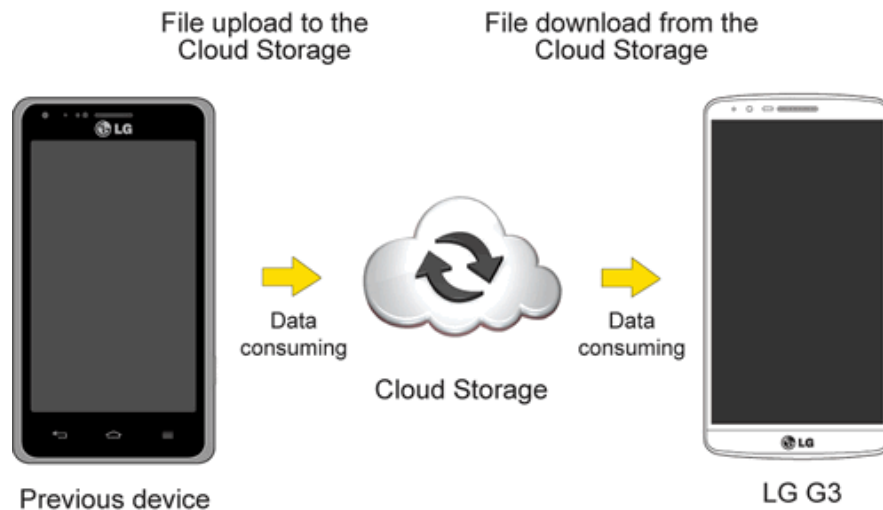 File upload to the
Cloud Storage
File download from the
Cloud Storage
LG
Data
consuming
Cloud Storage
Data
consuming
LG
Previous device
LG G3